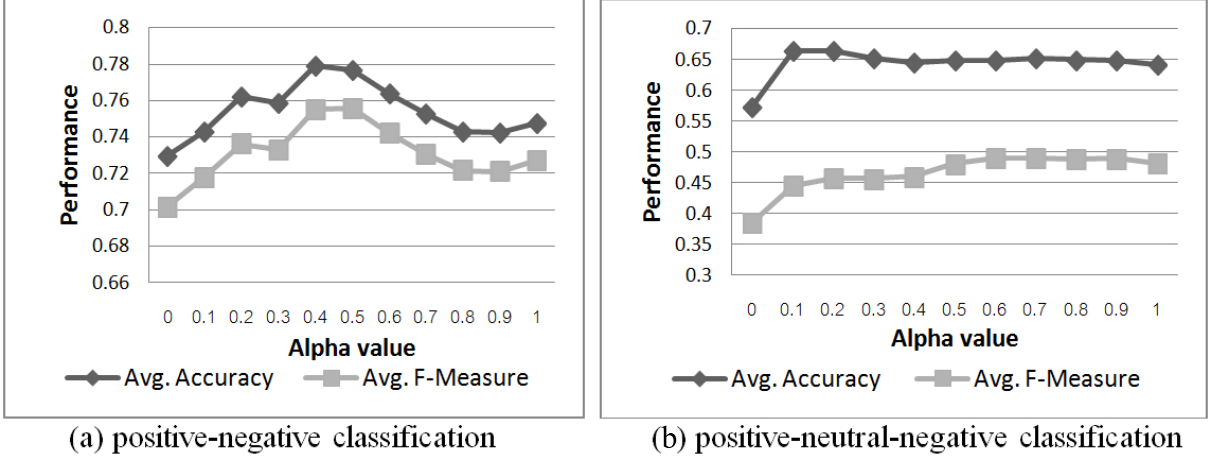 0.8
0.78
0.76
0.74
0.72
0.7
0.68
0.66
Performance
0 0.1 0.2 0.3 0.4 0.5 0.6 0.7 0.8 0.9 1
Alpha value
Avg. Accuracy Avg. F-Measure
(a) positive-negative classification
0.7
0.65
0.6
0.55
0.5
0.45
0.4
0.35
0.3
Performance
0 0.1 0.2 0.3 0.4 0.5 0.6 0.7 0.8 0.9 1
Alpha value
Avg. Accuracy Avg. F-Measure
(b) positive-neutral-negative classification